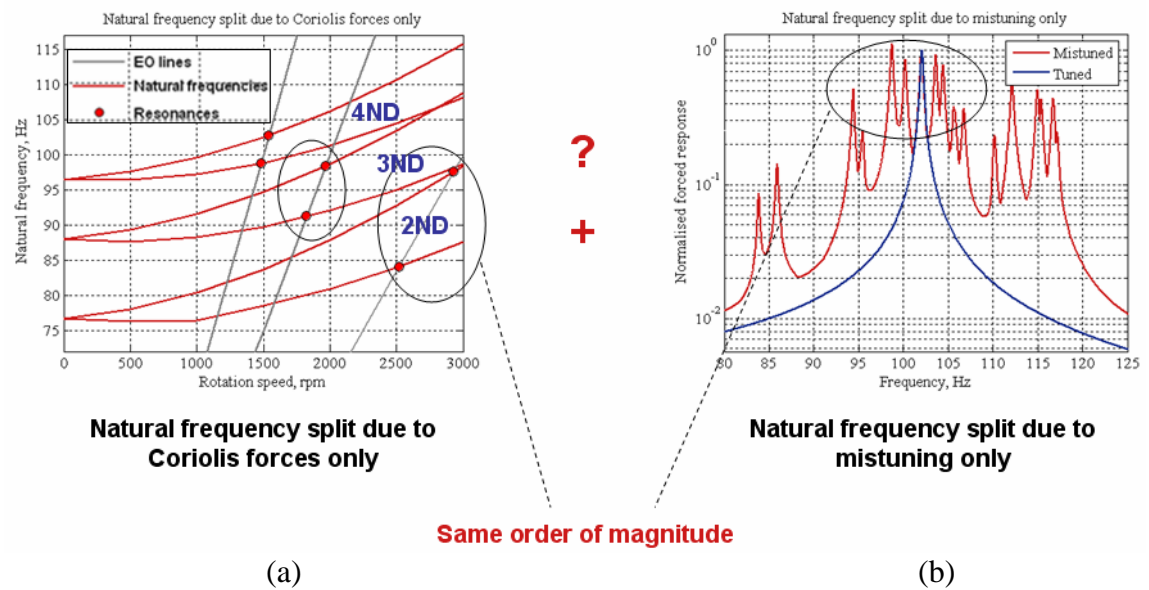 Natural frequency split due to Coriolis forces only
115
110
105
100
95
90
85
80
75
Natural frequency, Hz
EO lines
Natural frequencies
Resonances
4ND
3ND
2ND
0
500
1000
1500
2000
2500
3000
Rotation speed, rpm
Natural frequency split due to
Coriolis forces only
?
+
Natural frequency split due to mistuning only
10^0
10^-1
10^-2
Normalised forced response
Mistuned
Tuned
80
85
90
95
100
105
110
115
120
125
Frequency, Hz
Natural frequency split due to
mistuning only
Same order of magnitude
(a)
(b)